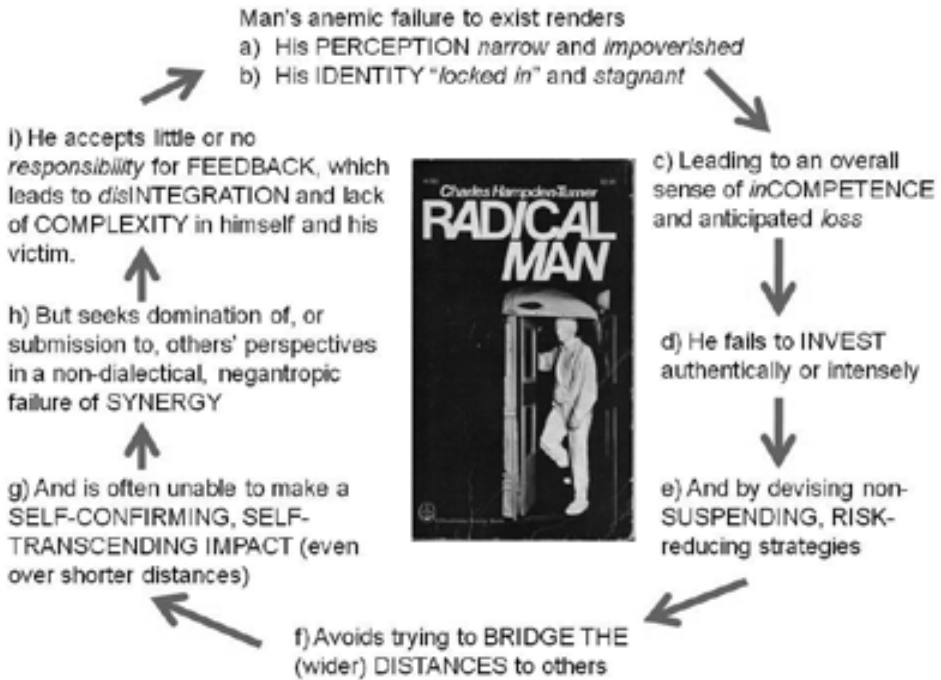 Man's anemic failure to exist renders
a) His PERCEPTION narrow and impoverished
b) His IDENTITY "locked in" and stagnant
c) Leading to an overall
sense of inCOMPETENCE
and anticipated loss
d) He fails to INVEST
authentically or intensely
e) And by devising non-
SUSPENDING, RISK-
reducing strategies
f) Avoids trying to BRIDGE THE
(wider) DISTANCES to others
g) And is often unable to make a
SELF-CONFIRMING, SELF-
TRANSCENDING IMPACT (even
over shorter distances)
h) But seeks domination of, or
submission to, others' perspectives
in a non-dialectical, negantropic
failure of SYNERGY
i) He accepts little or no
responsibility for FEEDBACK, which
leads to disINTEGRATION and lack
of COMPLEXITY in himself and his
victim.
Charles Hampden-Turner
RADICAL
MAN